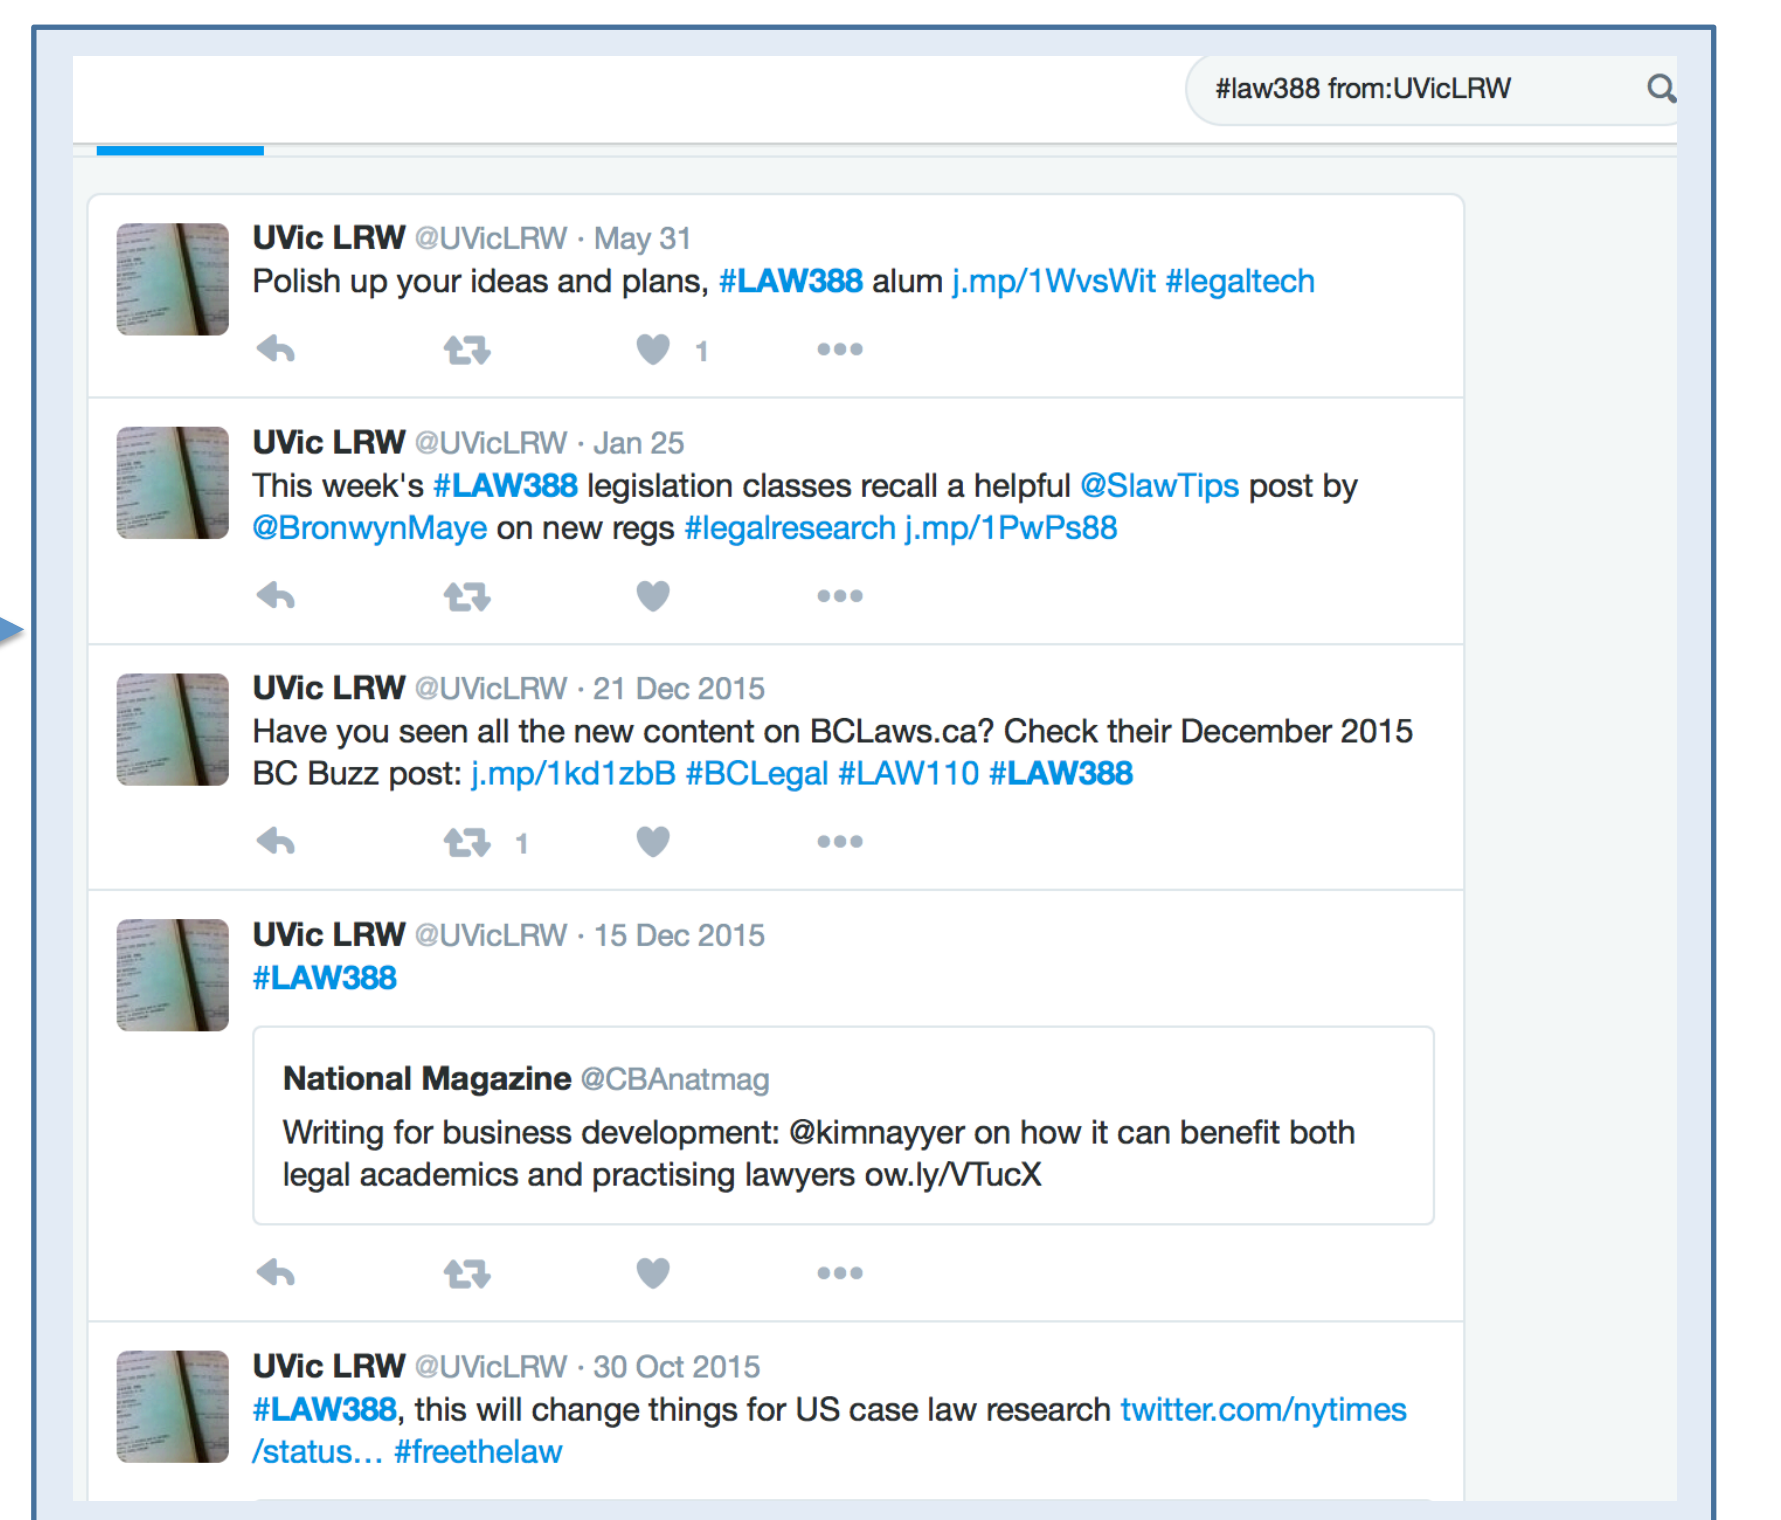 #law388 from:UVicLRW
UVic LRW @UVicLRW · May 31
Polish up your ideas and plans, #LAW388 alum j.mp/1WvsWit #legaltech
1
UVic LRW @UVicLRW · Jan 25
This week's #LAW388 legislation classes recall a helpful @SlawTips post by
@BronwynMaye on new regs #legalresearch j.mp/1PwPs88
UVic LRW @UVicLRW · 21 Dec 2015
Have you seen all the new content on BCLaws.ca? Check their December 2015
BC Buzz post: j.mp/1kd1zbB #BCLegal #LAW110 #LAW388
1
UVic LRW @UVicLRW · 15 Dec 2015
#LAW388
National Magazine @CBAnatmag
Writing for business development: @kimnayyer on how it can benefit both
legal academics and practising lawyers ow.ly/VTucX
UVic LRW @UVicLRW · 30 Oct 2015
#LAW388, this will change things for US case law research twitter.com/nytimes
/status… #freethelaw